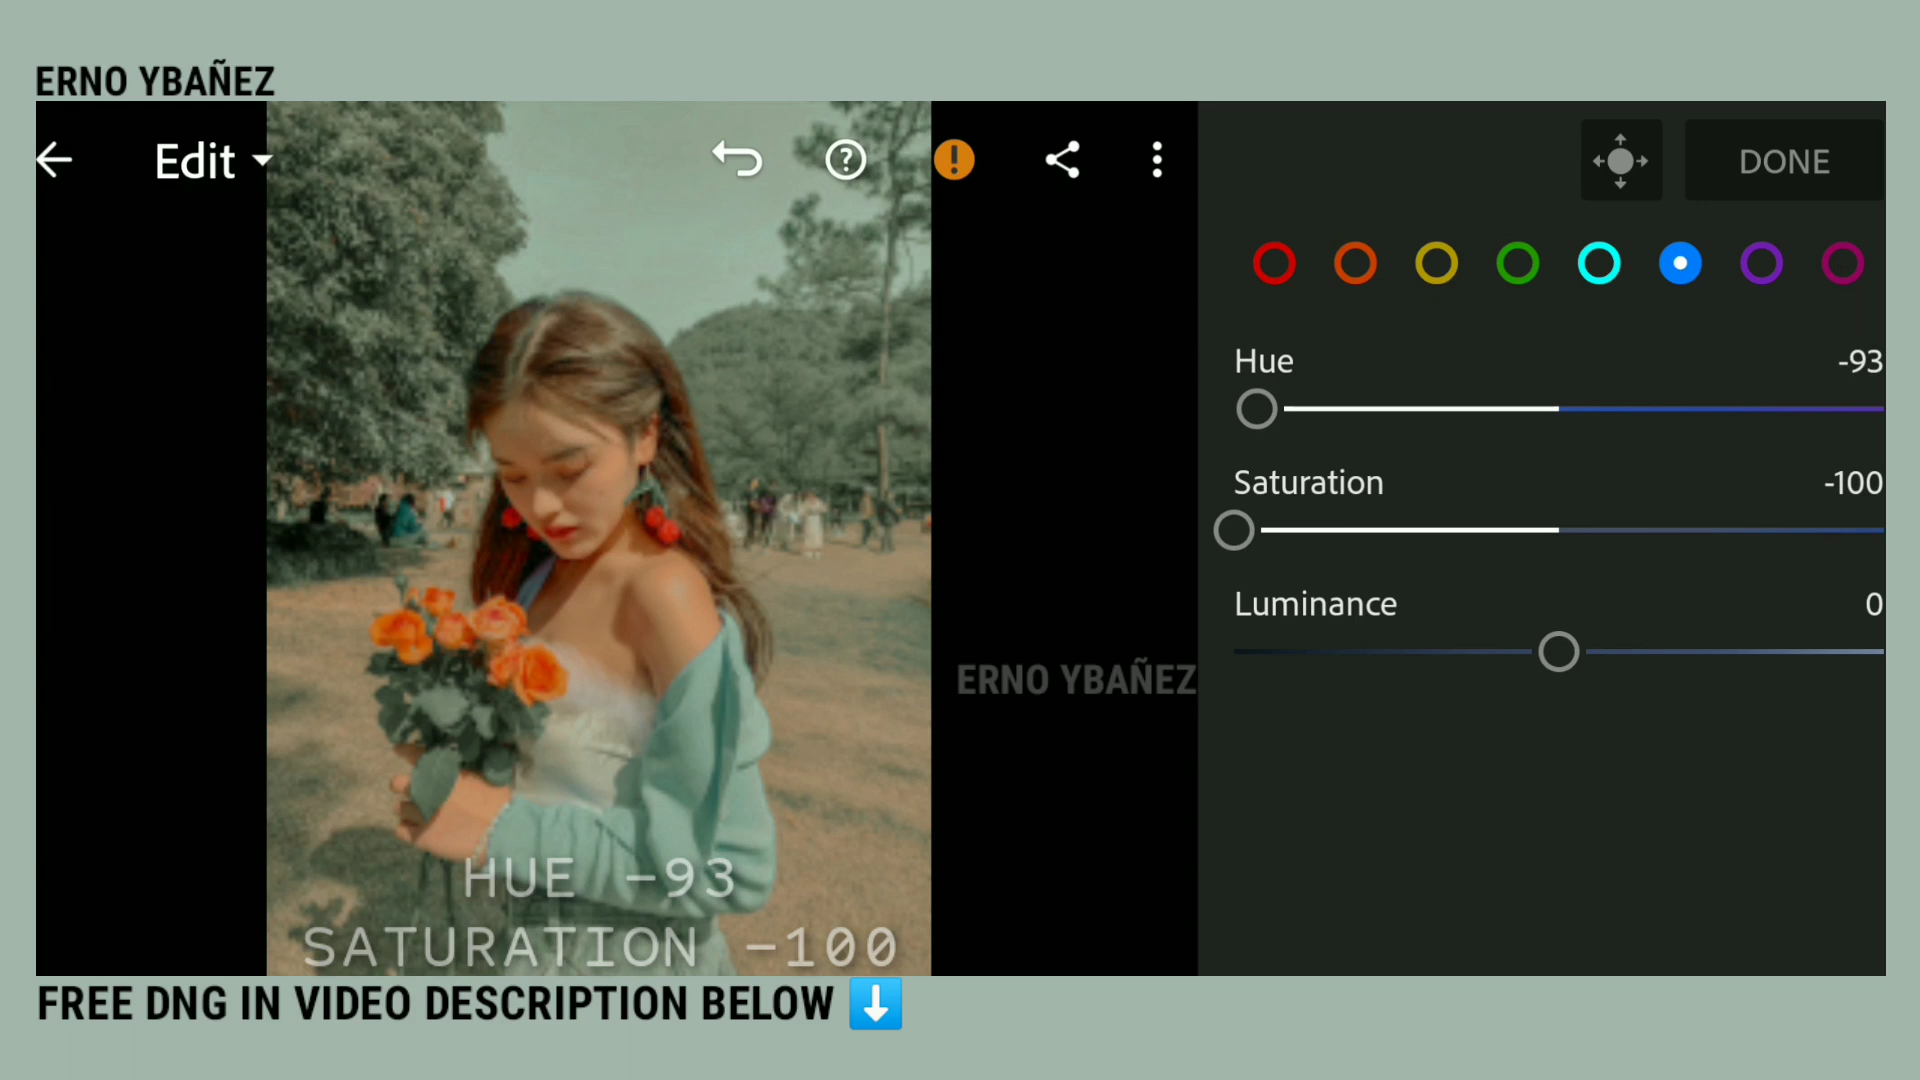 ERNO YBAÑEZ
Edit
DONE
Hue -93
Saturation -100
Luminance 0
ERNO YBAÑEZ
HUE -93
SATURATION -100
FREE DNG IN VIDEO DESCRIPTION BELOW ⬇️